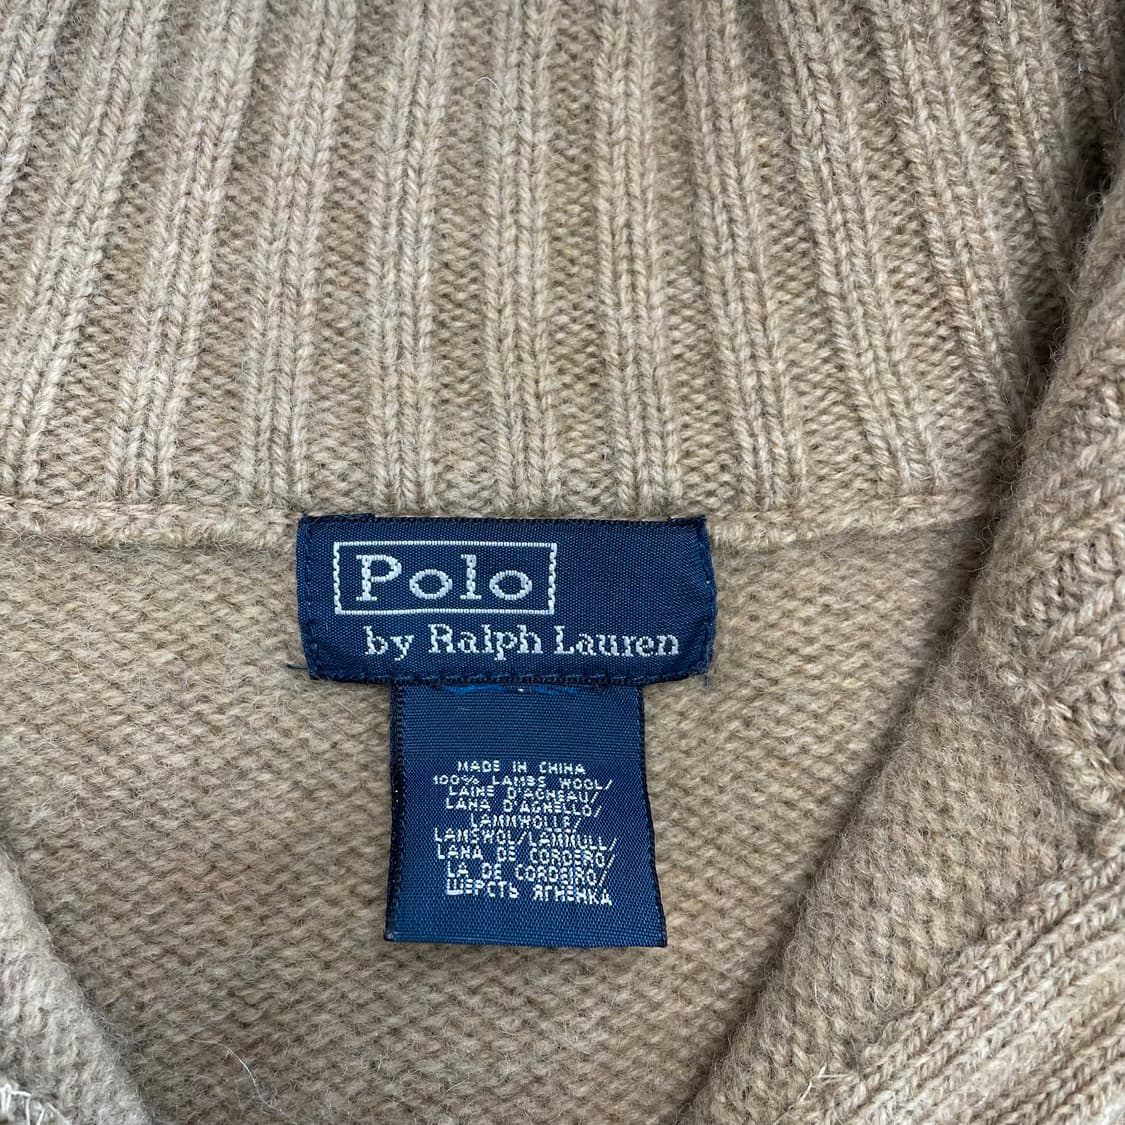 Polo
by Ralph Lauren
MADE IN CHINA
100% LAMBS WOOL/
LAINE D'AGNEAU/
LANA D'AGNELLO/
LAMMWOLLE/
LAMSWOL/LAMMULL/
LANA DE CORDERO/
LA DE CORDEIRO/
ШЕРСТЬ ЯГНЕНКА